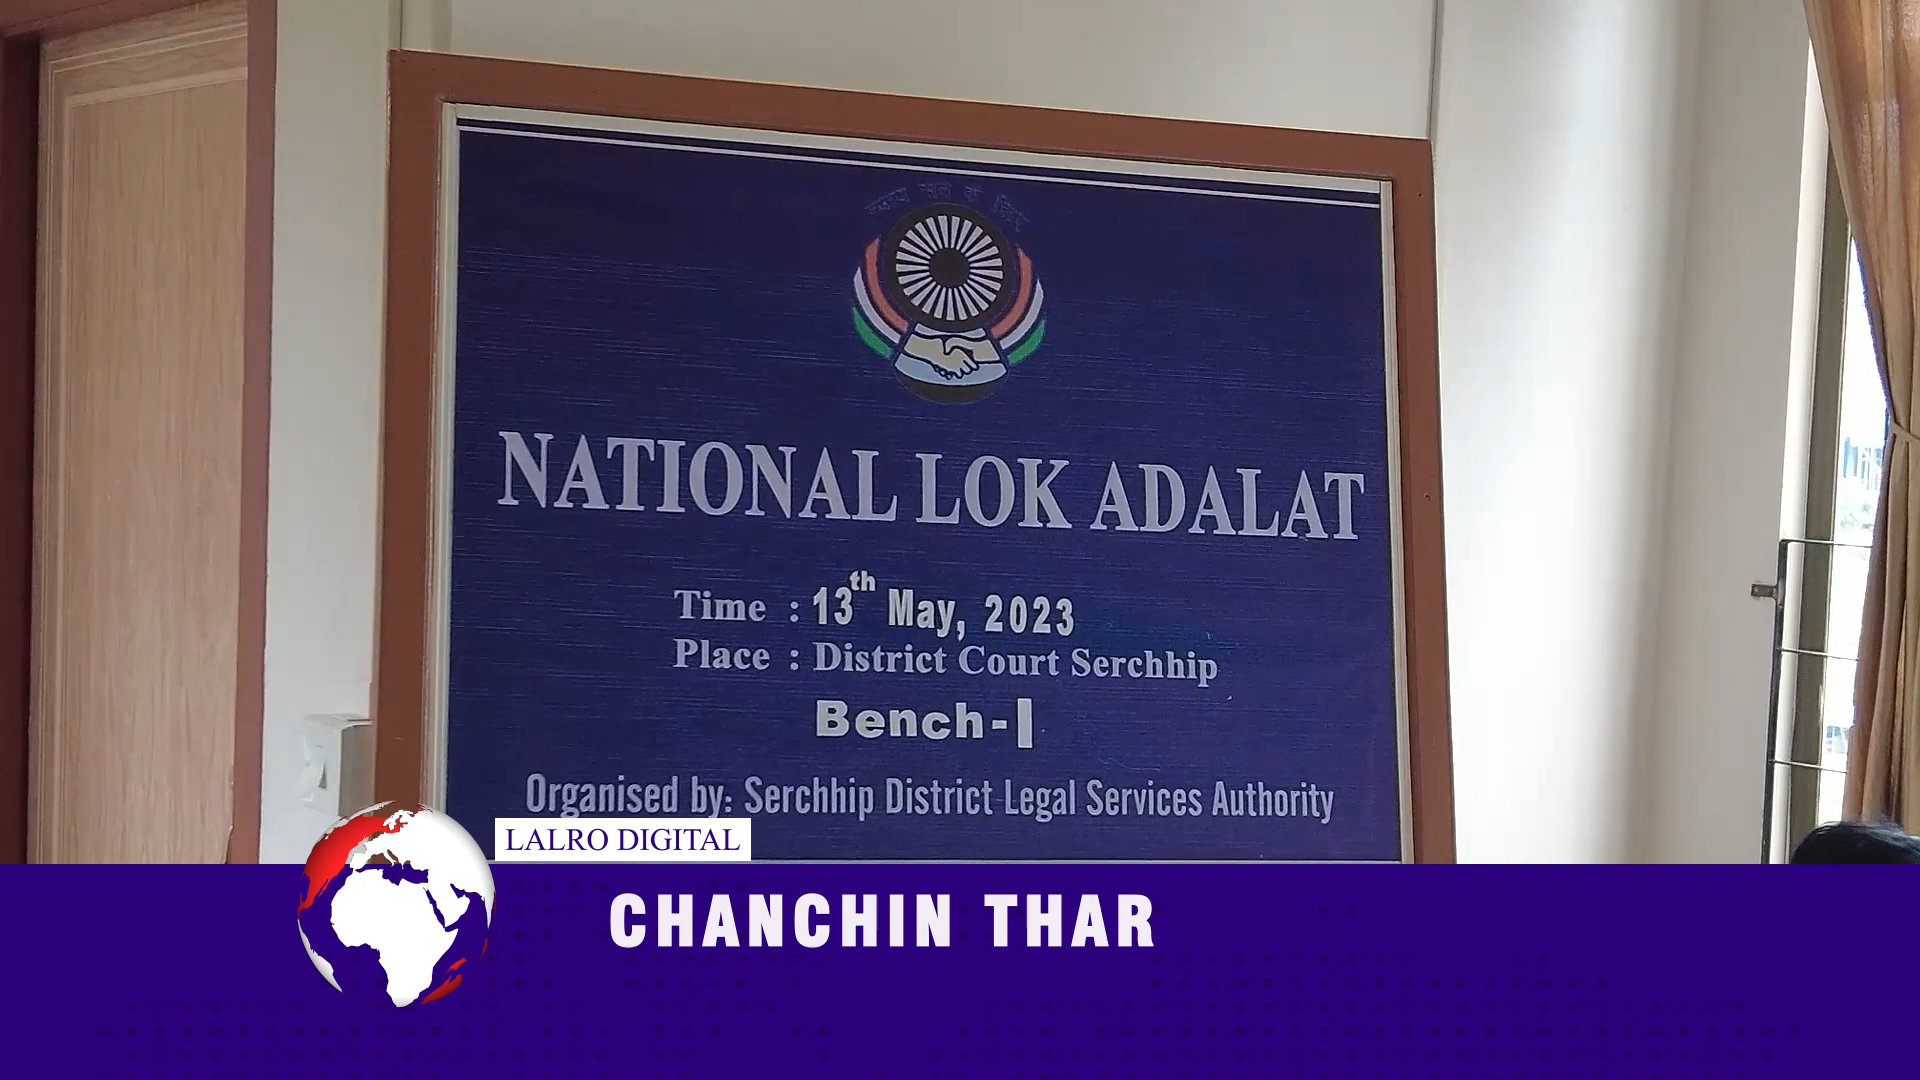 NATIONAL LOK ADALAT
Time : 13th May, 2023
Place : District Court Serchhip
Bench-I
Organised by: Serchhip District Legal Services Authority
LALRO DIGITAL
CHANCHIN THAR